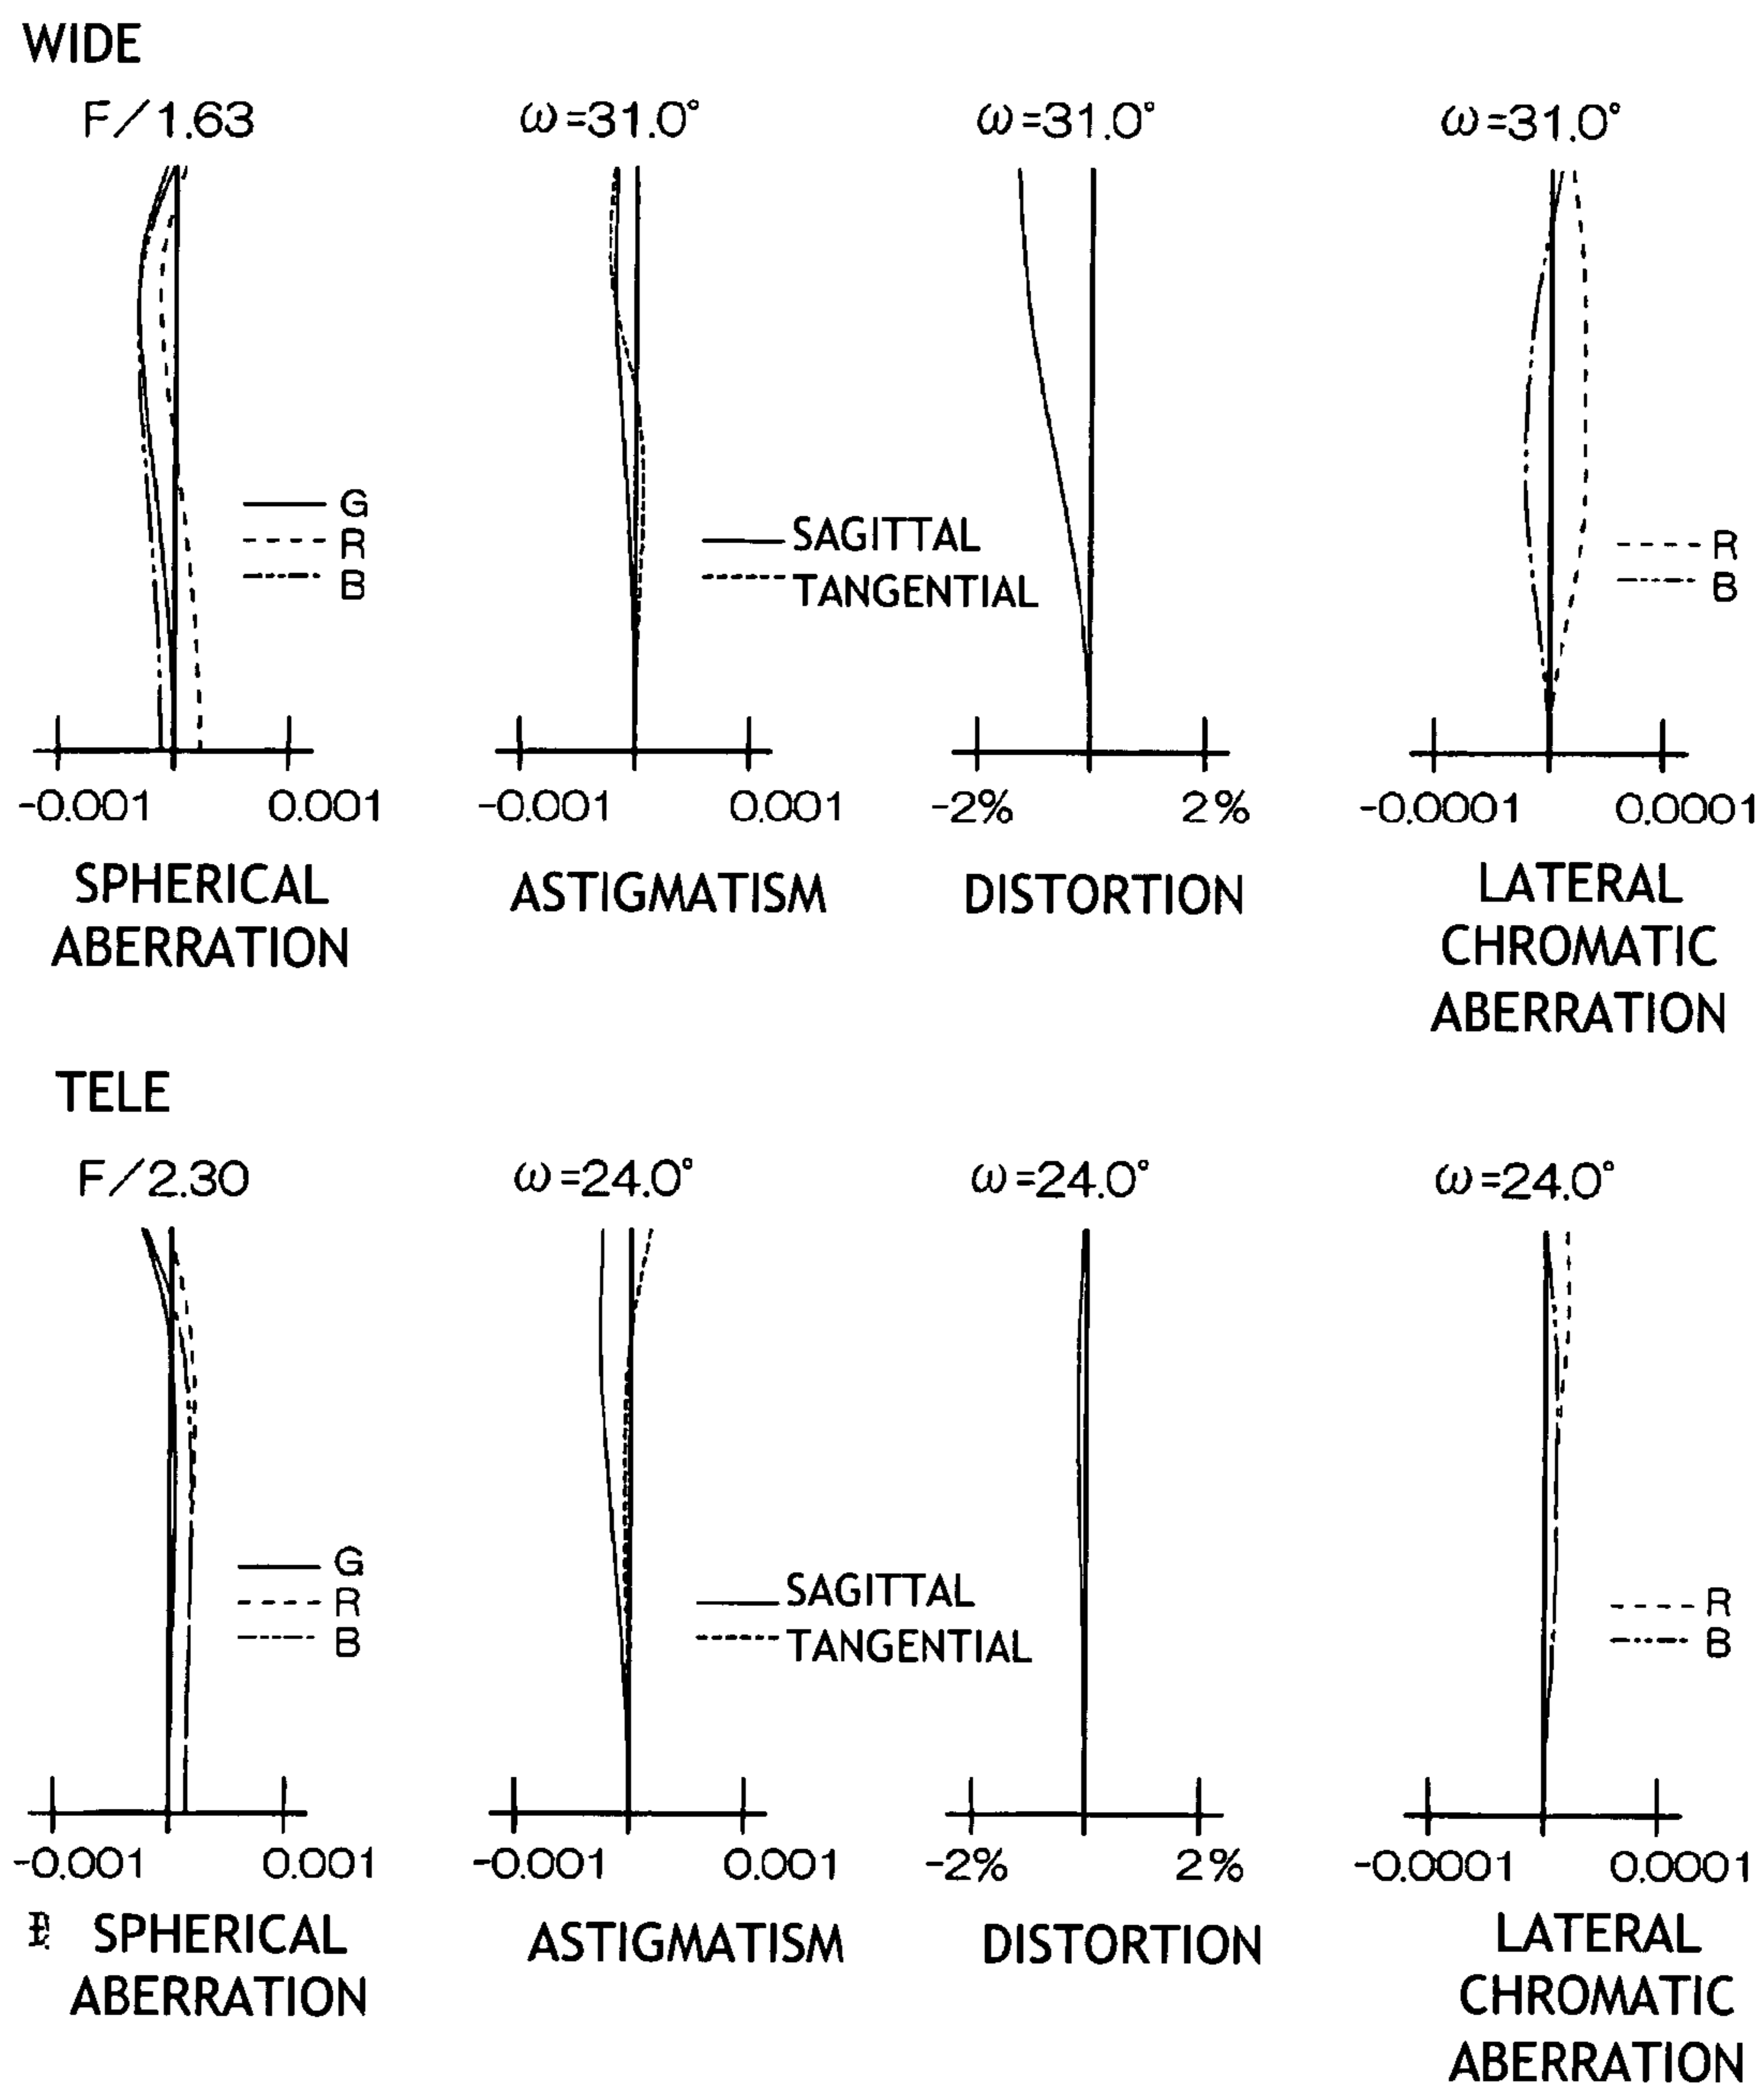 WIDE
F/1.63
ω=31.0°
ω=31.0°
ω=31.0°
G
R
B
SAGITTAL
TANGENTIAL
R
B
-0.001 0.001
-0.001 0.001
-2% 2%
-0.0001 0.0001
SPHERICAL
ABERRATION
ASTIGMATISM
DISTORTION
LATERAL
CHROMATIC
ABERRATION
TELE
F/2.30
ω=24.0°
ω=24.0°
ω=24.0°
G
R
B
SAGITTAL
TANGENTIAL
R
B
-0.001 0.001
-0.001 0.001
-2% 2%
-0.0001 0.0001
SPHERICAL
ABERRATION
ASTIGMATISM
DISTORTION
LATERAL
CHROMATIC
ABERRATION